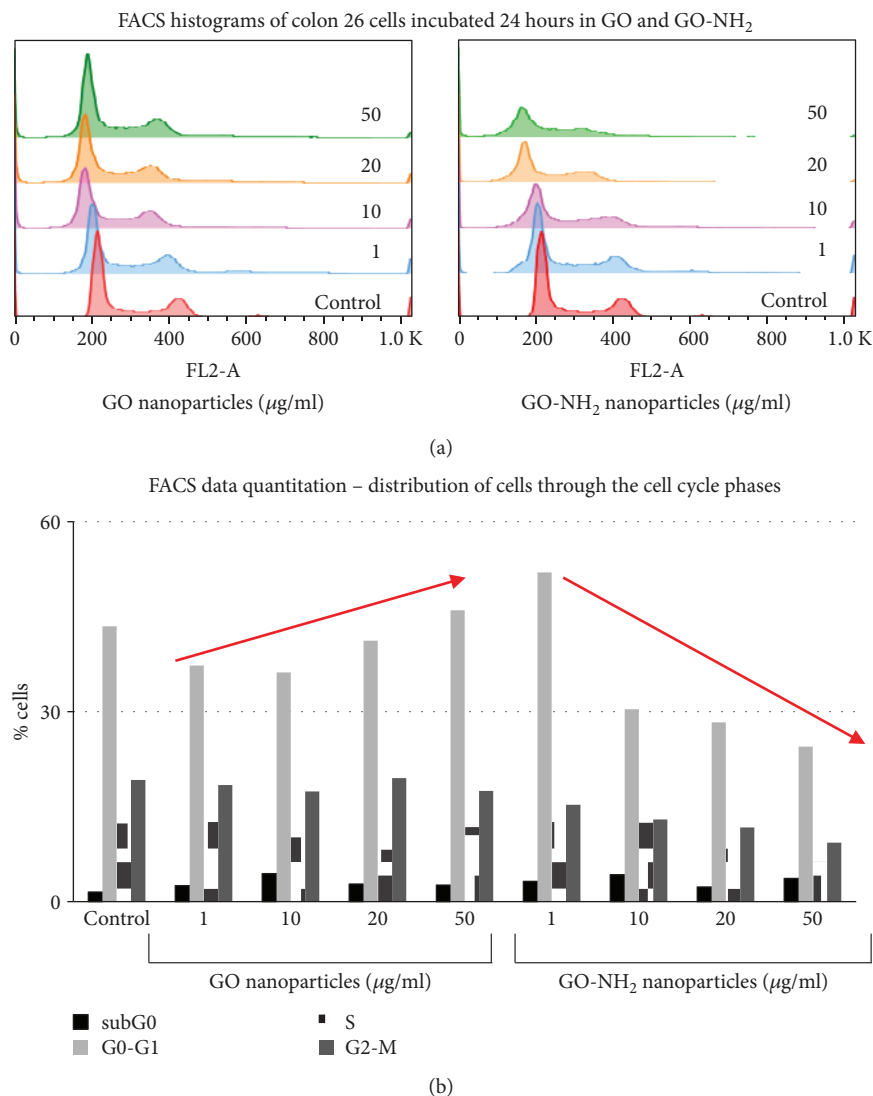 FACS histograms of colon 26 cells incubated 24 hours in GO and GO-NH₂
50
20
10
1
Control
0 200 400 600 800 1.0 K
FL2-A
GO nanoparticles (μg/ml)
50
20
10
1
Control
0 200 400 600 800 1.0 K
FL2-A
GO-NH₂ nanoparticles (μg/ml)
(a)
FACS data quantitation – distribution of cells through the cell cycle phases
60
30
0
% cells
Control 1 10 20 50 1 10 20 50
GO nanoparticles (μg/ml) GO-NH₂ nanoparticles (μg/ml)
subG0 S
G0-G1 G2-M
(b)